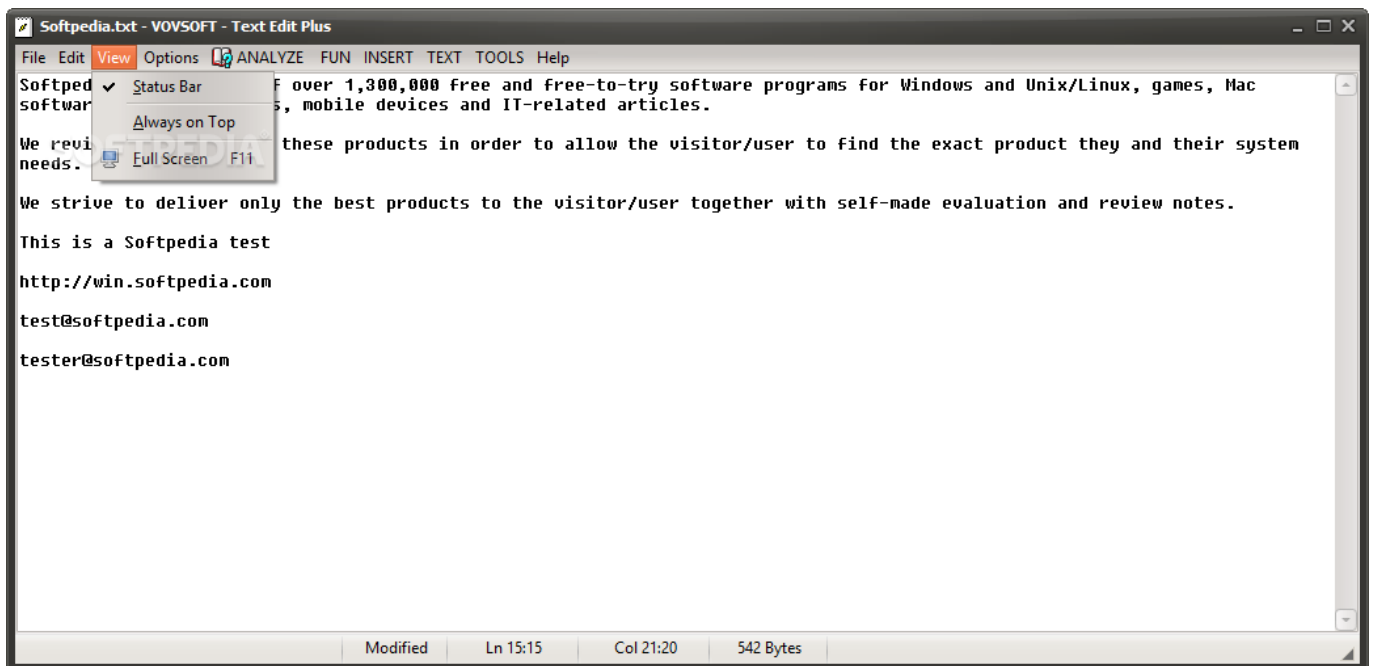 Softpedia.txt - VOVSOFT - Text Edit Plus
File Edit View Options ANALYZE FUN INSERT TEXT TOOLS Help
Softped over 1,300,000 free and free-to-try software programs for Windows and Unix/Linux, games, Mac
softwar s, mobile devices and IT-related articles.
We revi these products in order to allow the visitor/user to find the exact product they and their system
needs.
We strive to deliver only the best products to the visitor/user together with self-made evaluation and review notes.
This is a Softpedia test
http://win.softpedia.com
test@softpedia.com
tester@softpedia.com
Status Bar
Always on Top
Full Screen F11
SOFTPEDIA
Modified Ln 15:15 Col 21:20 542 Bytes